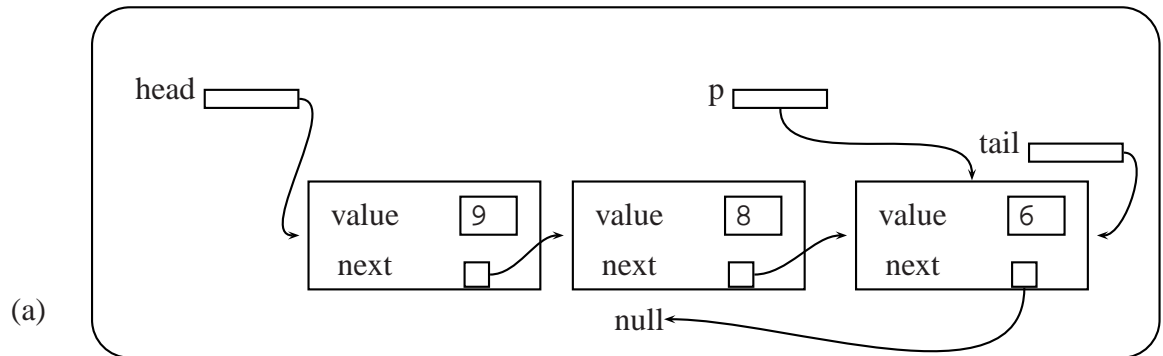 head
p
tail
value 9
value 8
value 6
next
next
next
(a)
null